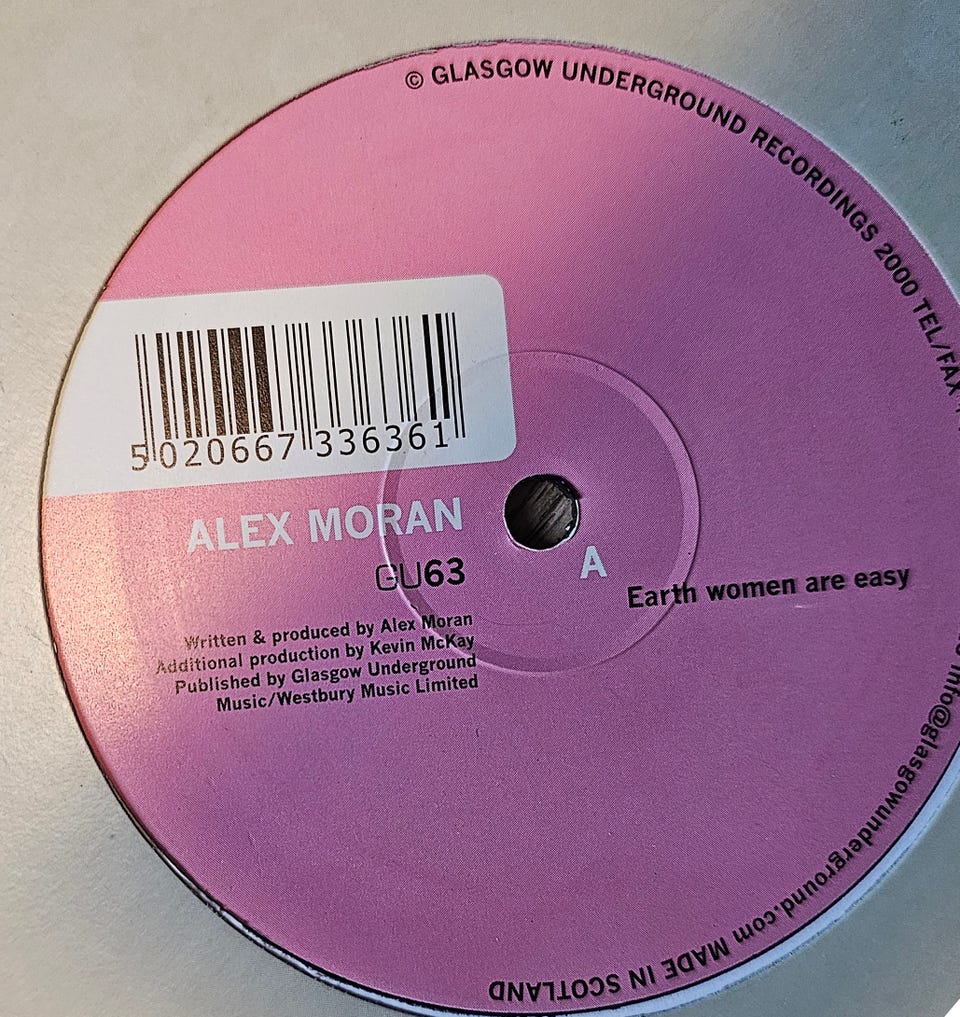 © GLASGOW UNDERGROUND RECORDINGS 2000 TEL/FAX
info@glasgowunderground.com MADE IN SCOTLAND
5 020667 336361
ALEX MORAN
GU63
Written & produced by Alex Moran
Additional production by Kevin McKay
Published by Glasgow Underground
Music/Westbury Music Limited
A
Earth women are easy